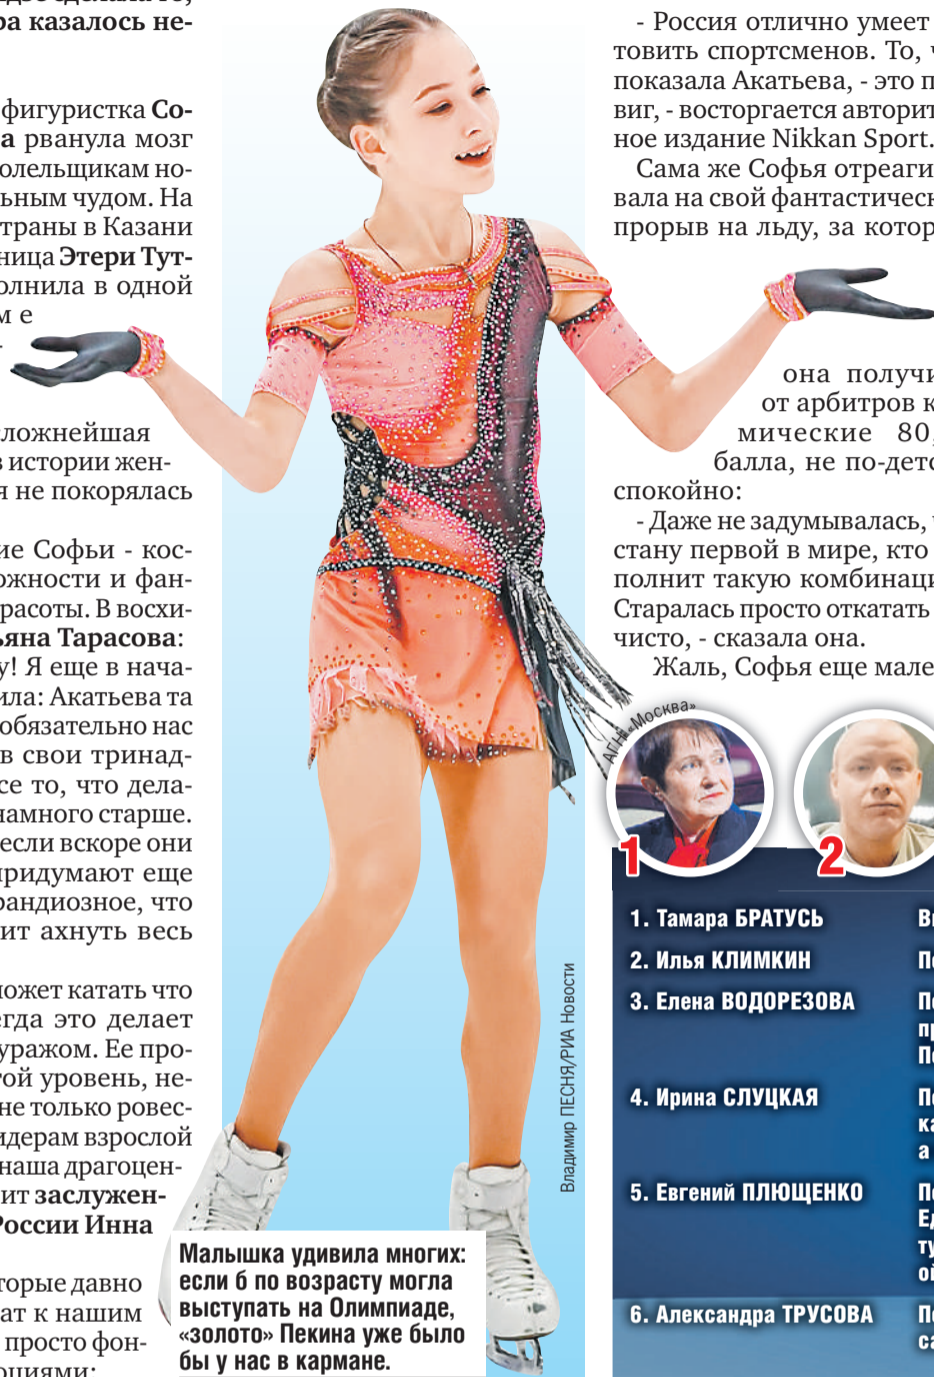 ра казалось не-
фигуристка Со-
а рванула мозг
олельщикам но-
льным чудом. На
траны в Казани
ница Этери Тут-
олнила в одной
м е
ложнейшая
в истории жен-
я не покорялась
ие Софьи - кос-
ожности и фан-
расоты. В восхи-
ьяна Тарасова:
у! Я еще в нача-
ила: Акатьева та
обязательно нас
в свои тринад-
се то, что дела-
намного старше.
если вскоре они
придумают еще
рандиозное, что
ит ахнуть весь
может катать что
егда это делает
уражом. Ее про-
той уровень, не-
не только ровес-
идерам взрослой
наша драгоцен-
ит заслужен-
России Инна
торые давно
ат к нашим
просто фон-
оциями:
Владимир ПЕСНЯ/РИА Новости
Малышка удивила многих:
если б по возрасту могла
выступать на Олимпиаде,
«золото» Пекина уже было
бы у нас в кармане.
- Россия отлично умеет
товить спортсменов. То, ч
показала Акатьева, - это п
виг, - восторгается авторит
ное издание Nikkan Sport.
Сама же Софья отреаги
вала на свой фантастическ
прорыв на льду, за котор
она получи
от арбитров к
мические 80,
балла, не по-детс
спокойно:
- Даже не задумывалась, ч
стану первой в мире, кто
полнит такую комбинаци
Старалась просто откатать
чисто, - сказала она.
Жаль, Софья еще мале
АГН «Москва»
1
2
1. Тамара БРАТУСЬ
2. Илья КЛИМКИН
3. Елена ВОДОРЕЗОВА
4. Ирина СЛУЦКАЯ
5. Евгений ПЛЮЩЕНКО
6. Александра ТРУСОВА